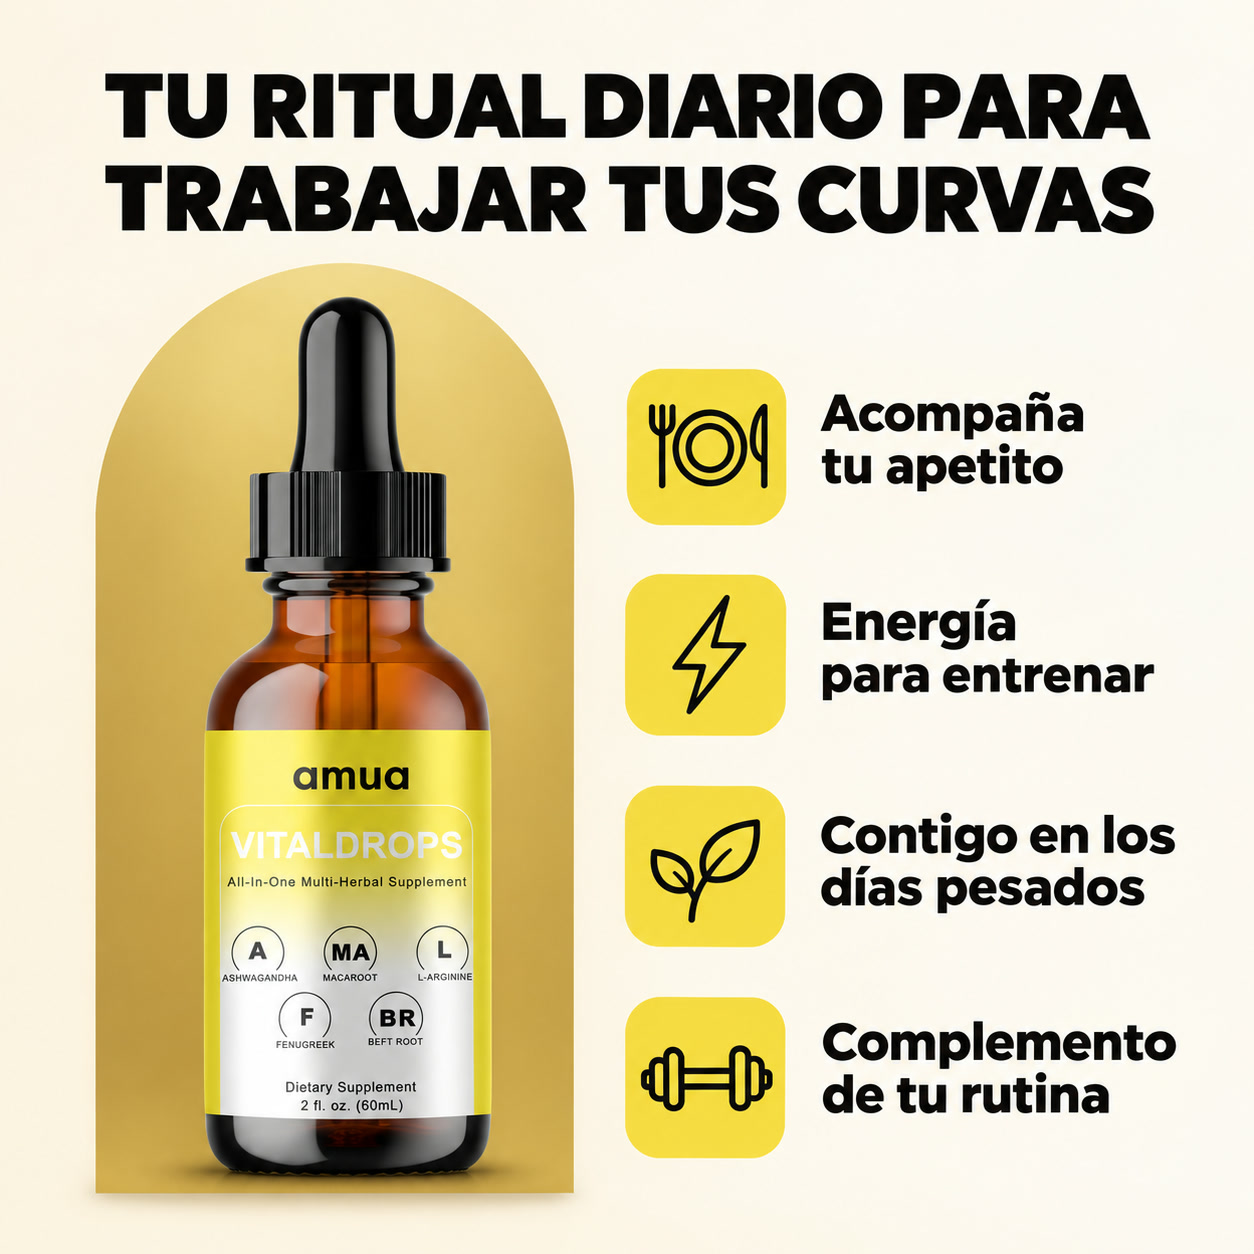 TU RITUAL DIARIO PARA
TRABAJAR TUS CURVAS
amua
VITALDROPS
All-In-One Multi-Herbal Supplement
A
MA
L
ASHWAGANDHA
MACAROOT
L-ARGININE
F
BR
FENUGREEK
BEFT ROOT
Dietary Supplement
2 fl. oz. (60mL)
Acompaña
tu apetito
Energía
para entrenar
Contigo en los
días pesados
Complemento
de tu rutina